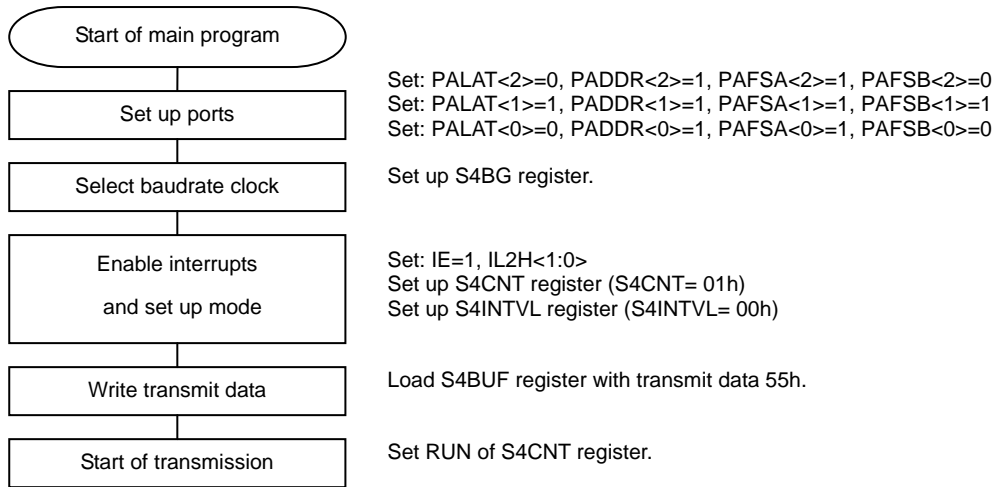 Start of main program
Set up ports
Set: PALAT<2>=0, PADDR<2>=1, PAFSA<2>=1, PAFSB<2>=0
Set: PALAT<1>=1, PADDR<1>=1, PAFSA<1>=1, PAFSB<1>=1
Set: PALAT<0>=0, PADDR<0>=1, PAFSA<0>=1, PAFSB<0>=0
Select baudrate clock
Set up S4BG register.
Enable interrupts
and set up mode
Set: IE=1, IL2H<1:0>
Set up S4CNT register (S4CNT= 01h)
Set up S4INTVL register (S4INTVL= 00h)
Write transmit data
Load S4BUF register with transmit data 55h.
Start of transmission
Set RUN of S4CNT register.